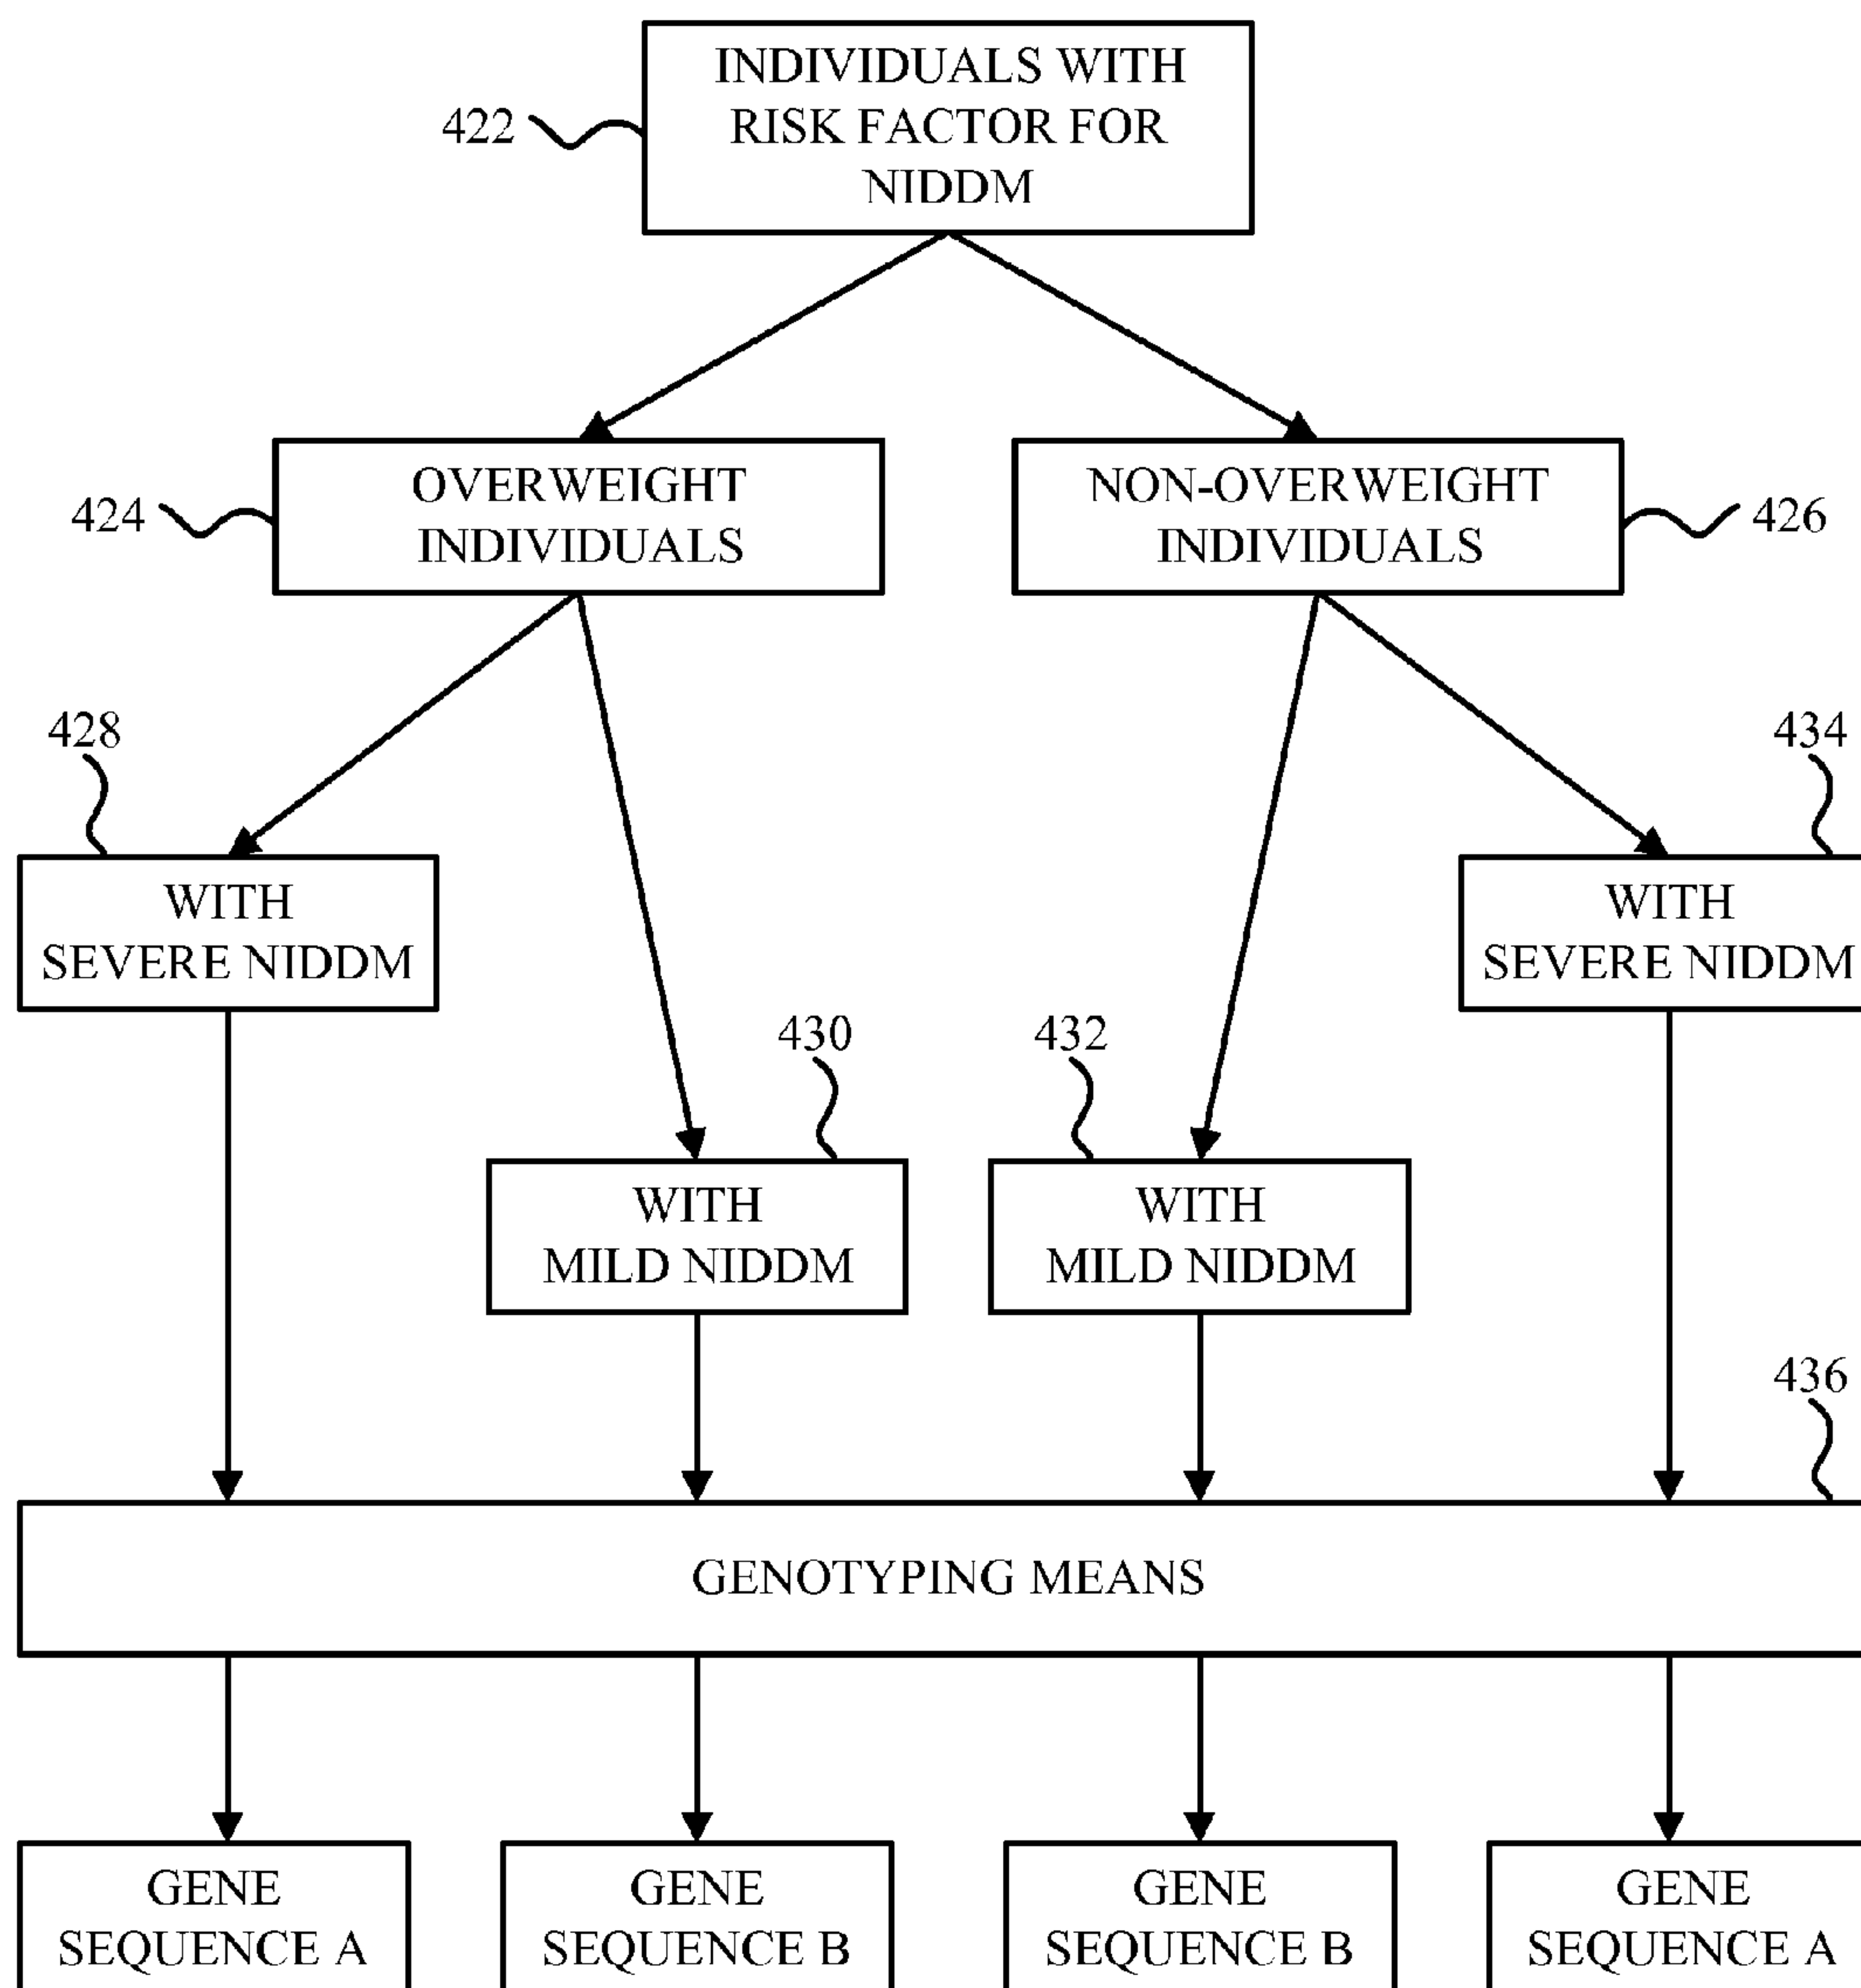 INDIVIDUALS WITH
RISK FACTOR FOR
NIDDM
422
OVERWEIGHT
INDIVIDUALS
424
NON-OVERWEIGHT
INDIVIDUALS
426
428
434
WITH
SEVERE NIDDM
WITH
SEVERE NIDDM
430
432
WITH
MILD NIDDM
WITH
MILD NIDDM
436
GENOTYPING MEANS
GENE
SEQUENCE A
GENE
SEQUENCE B
GENE
SEQUENCE B
GENE
SEQUENCE A